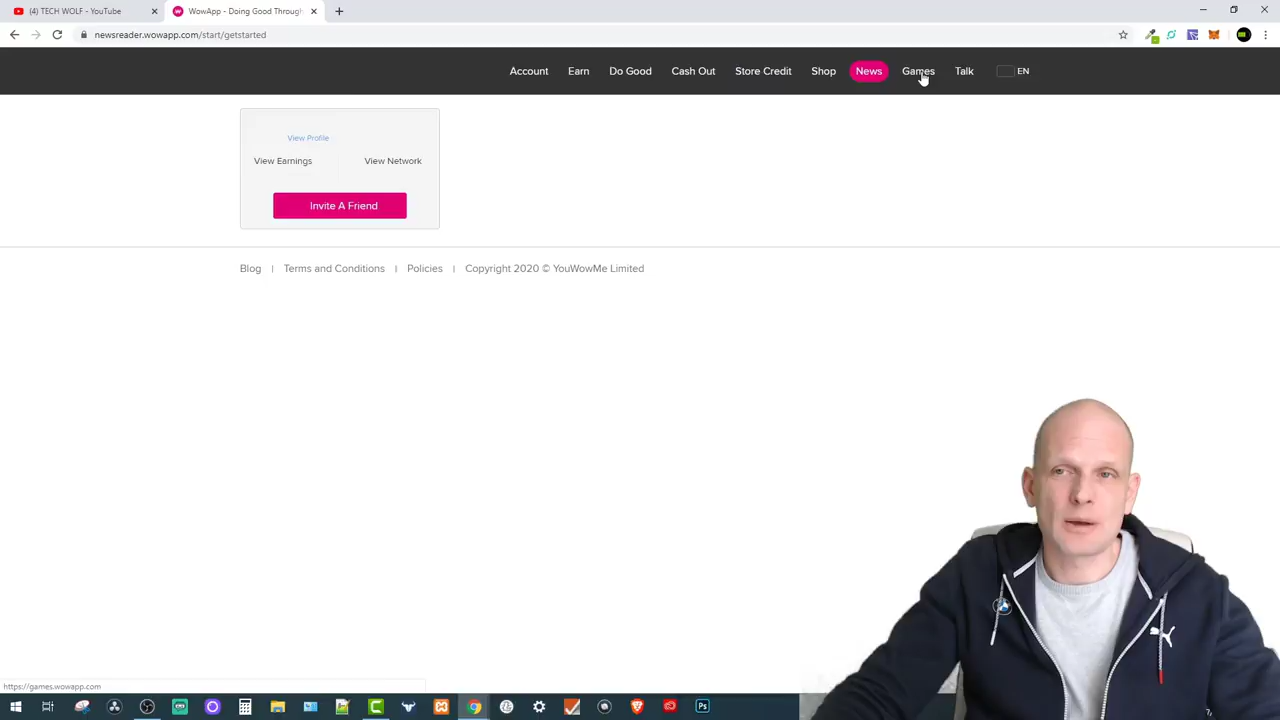 (4) TECH WOLF - YouTube
WowApp - Doing Good Throug
newsreader.wowapp.com/start/getstarted
Account Earn Do Good Cash Out Store Credit Shop News Games Talk EN
View Profile
View Earnings View Network
Invite A Friend
Blog | Terms and Conditions | Policies | Copyright 2020 © YouWowMe Limited
https://games.wowapp.com